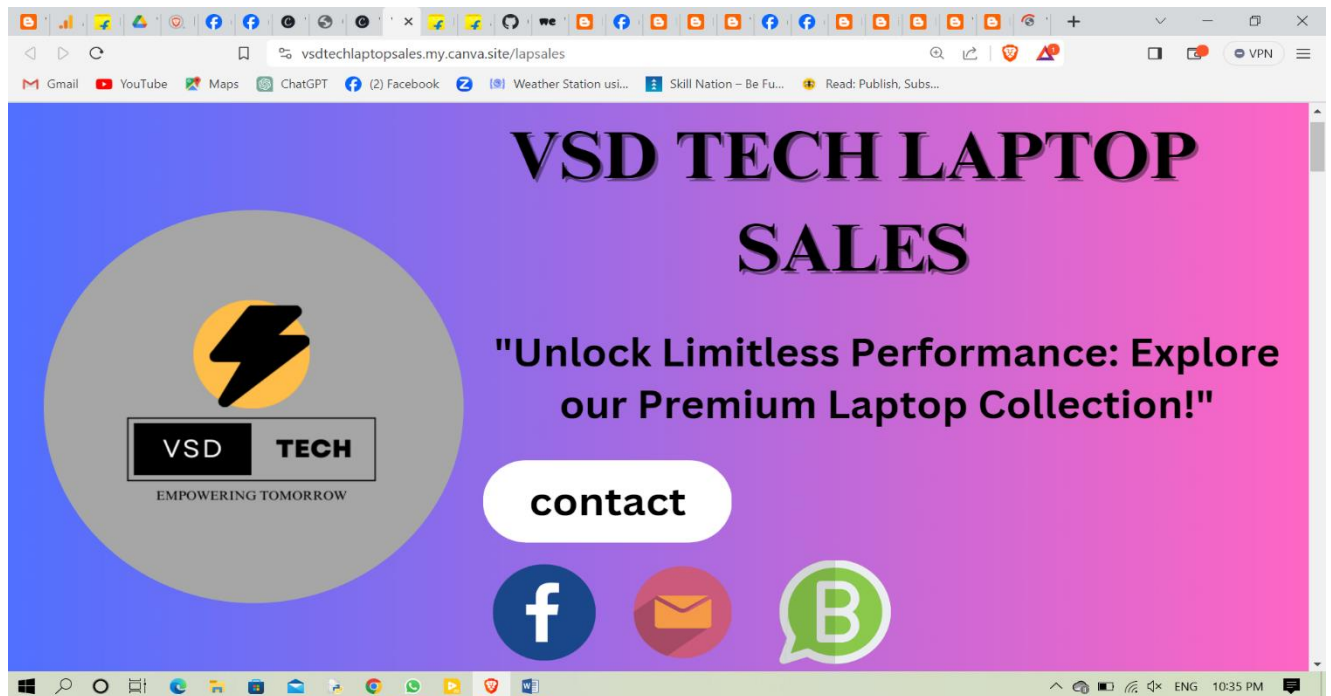 vsdtechlaptopsales.my.canva.site/lapsales
VPN
Gmail YouTube Maps ChatGPT (2) Facebook Weather Station usi... Skill Nation – Be Fu... Read: Publish, Subs...
VSD TECH LAPTOP
SALES
"Unlock Limitless Performance: Explore
our Premium Laptop Collection!"
VSD TECH
EMPOWERING TOMORROW
contact
ENG 10:35 PM